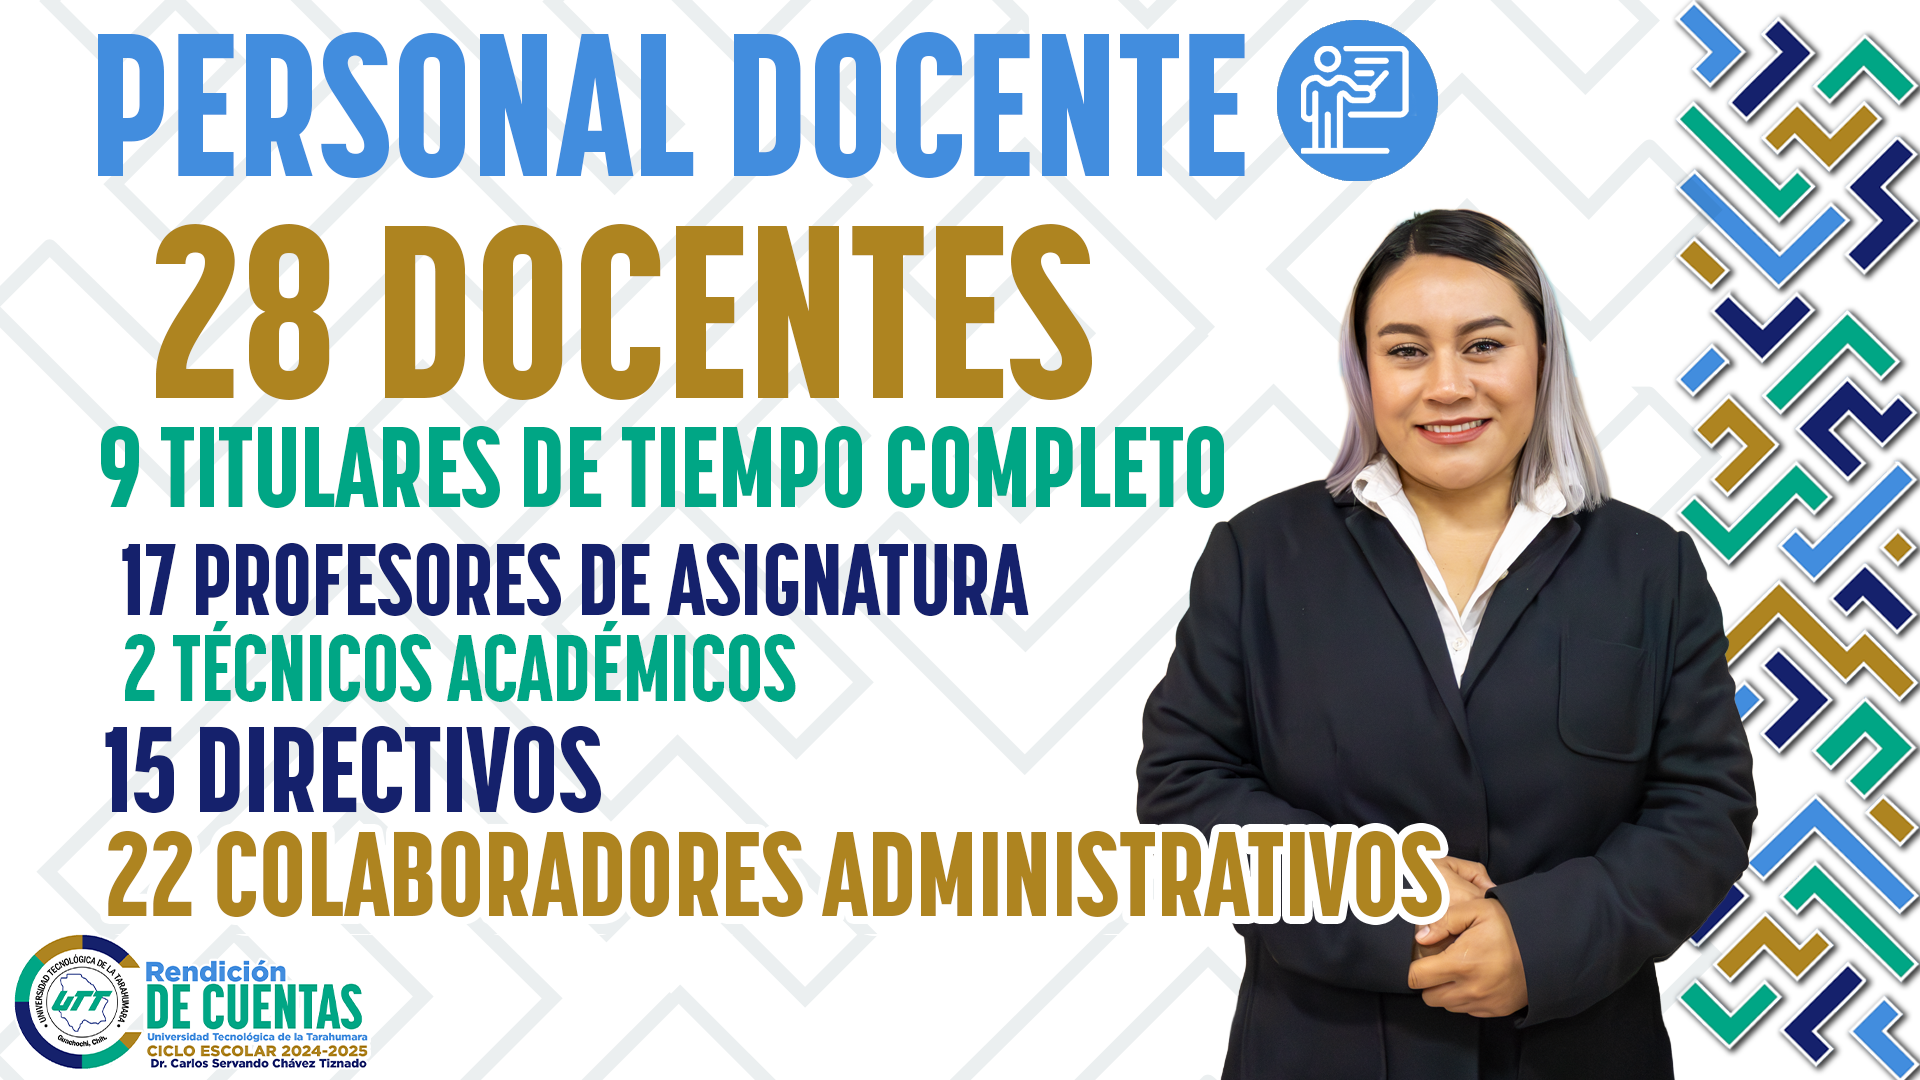 PERSONAL DOCENTE
28 DOCENTES
9 TITULARES DE TIEMPO COMPLETO
17 PROFESORES DE ASIGNATURA
2 TÉCNICOS ACADÉMICOS
15 DIRECTIVOS
22 COLABORADORES ADMINISTRATIVOS
UNIVERSIDAD TECNOLÓGICA DE LA TARAHUMARA
UTT
Guachochi, Chih.
Rendición
DE CUENTAS
Universidad Tecnológica de la Tarahumara
CICLO ESCOLAR 2024-2025
Dr. Carlos Servando Chávez Tiznado